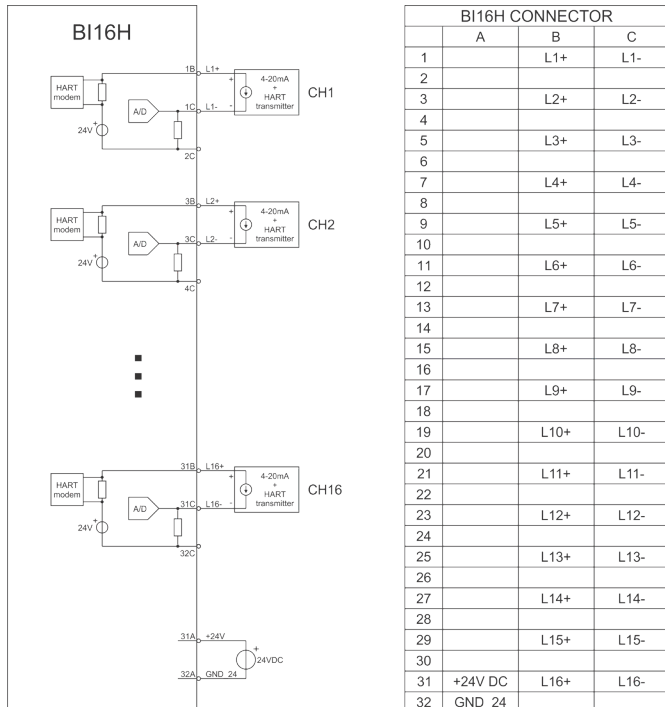 BI16H
HART
modem
24V
+
A/D
1B
L1+
1C
L1-
2C
+
-
4-20mA
+
HART
transmitter
CH1
HART
modem
24V
+
A/D
3B
L2+
3C
L2-
4C
+
-
4-20mA
+
HART
transmitter
CH2
HART
modem
24V
+
A/D
31B
L16+
31C
L16-
32C
+
-
4-20mA
+
HART
transmitter
CH16
31A +24V
+
24VDC
32A GND 24
BI16H CONNECTOR
A B C
1 L1+ L1-
2
3 L2+ L2-
4
5 L3+ L3-
6
7 L4+ L4-
8
9 L5+ L5-
10
11 L6+ L6-
12
13 L7+ L7-
14
15 L8+ L8-
16
17 L9+ L9-
18
19 L10+ L10-
20
21 L11+ L11-
22
23 L12+ L12-
24
25 L13+ L13-
26
27 L14+ L14-
28
29 L15+ L15-
30
31 +24V DC L16+ L16-
32 GND 24